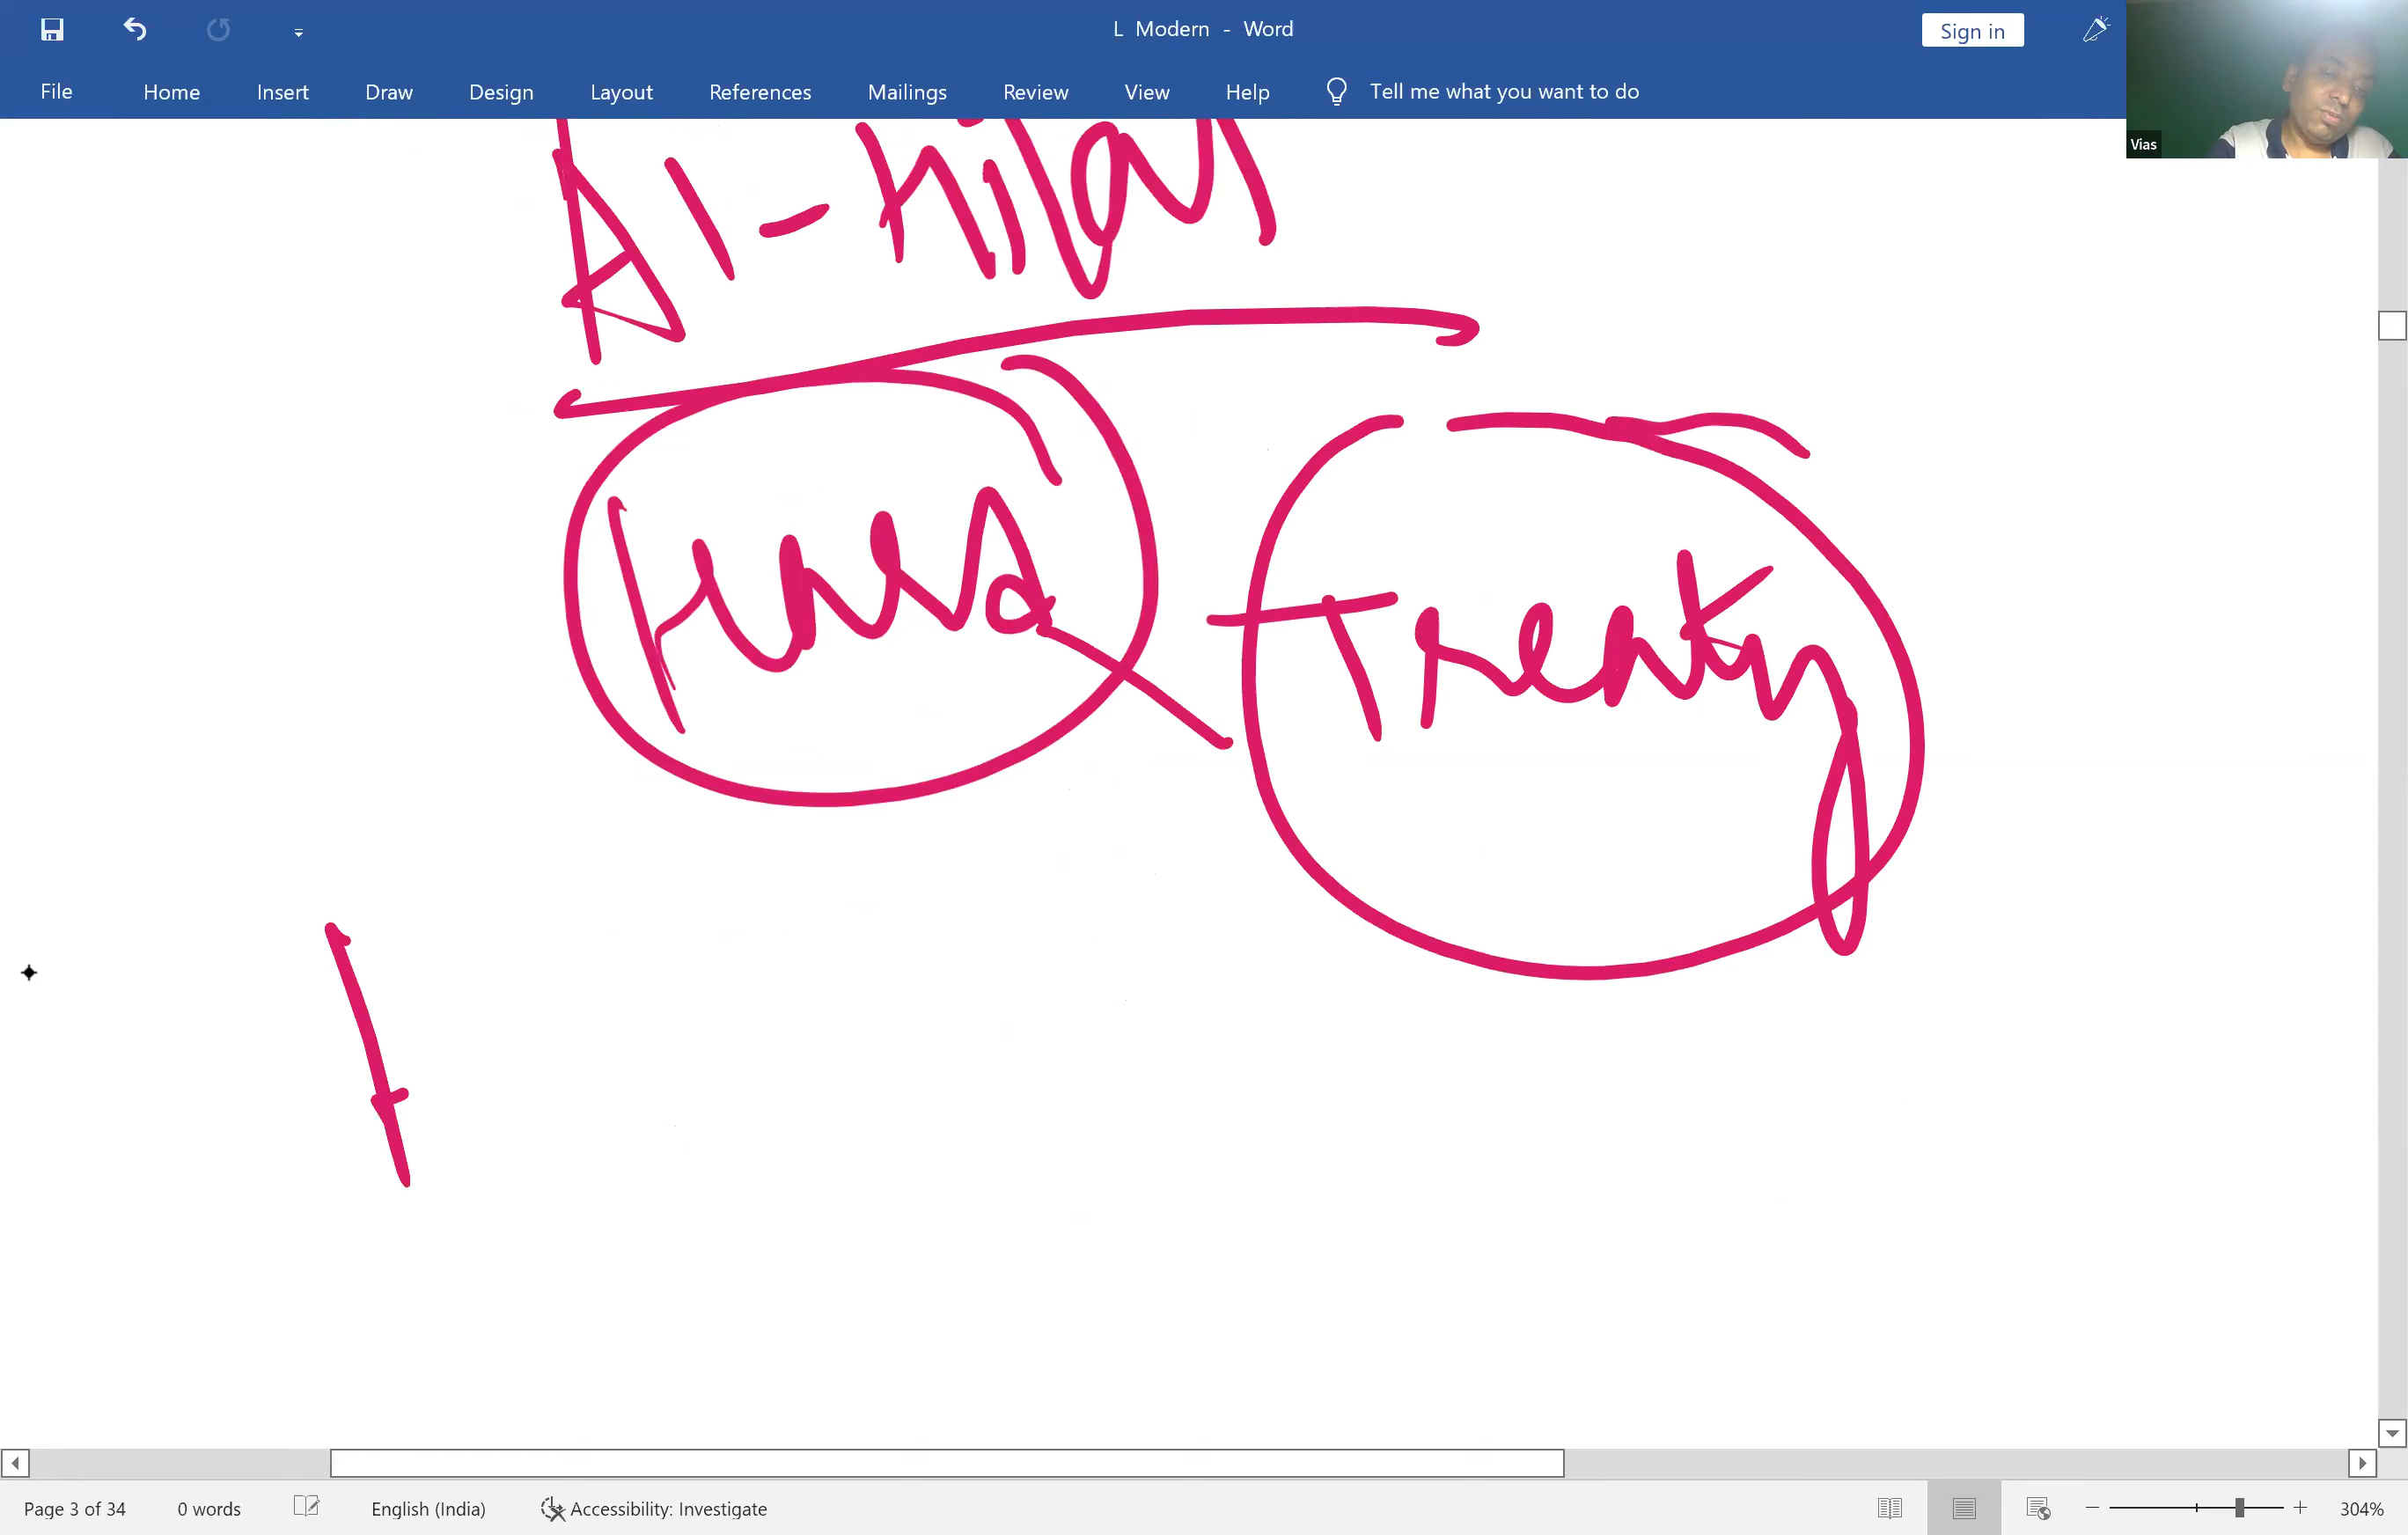 L Modern - Word
Sign in
File Home Insert Draw Design Layout References Mailings Review View Help Tell me what you want to do
Vias
Al-Hilal
Treaty
Page 3 of 34 0 words English (India) Accessibility: Investigate 304%